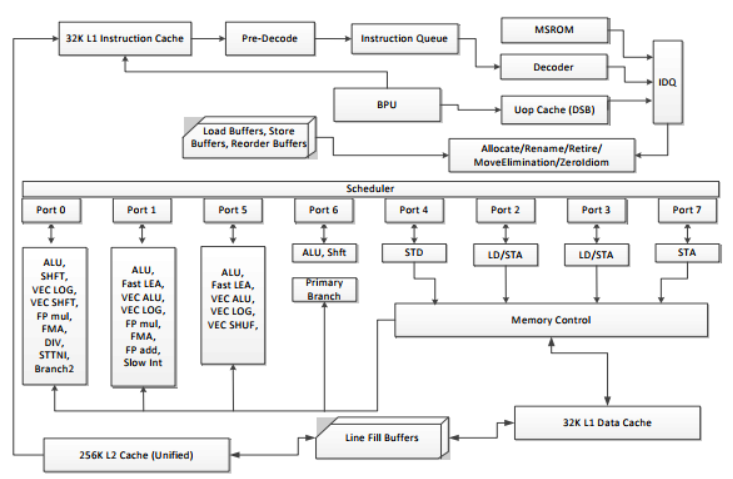 32K L1 Instruction Cache
Pre-Decode
Instruction Queue
MSROM
Decoder
IDQ
BPU
Uop Cache (DSB)
Load Buffers, Store
Buffers, Reorder Buffers
Allocate/Rename/Retire/
MoveElimination/ZeroIdiom
Scheduler
Port 0
Port 1
Port 5
Port 6
Port 4
Port 2
Port 3
Port 7
ALU,
SHFT,
VEC LOG,
VEC SHFT,
FP mul,
FMA,
DIV,
STTNI,
Branch2
ALU,
Fast LEA,
VEC ALU,
VEC LOG,
FP mul,
FMA,
FP add,
Slow Int
ALU,
Fast LEA,
VEC ALU,
VEC LOG,
VEC SHUF,
ALU, Shft
Primary
Branch
STD
LD/STA
LD/STA
STA
Memory Control
32K L1 Data Cache
Line Fill Buffers
256K L2 Cache (Unified)